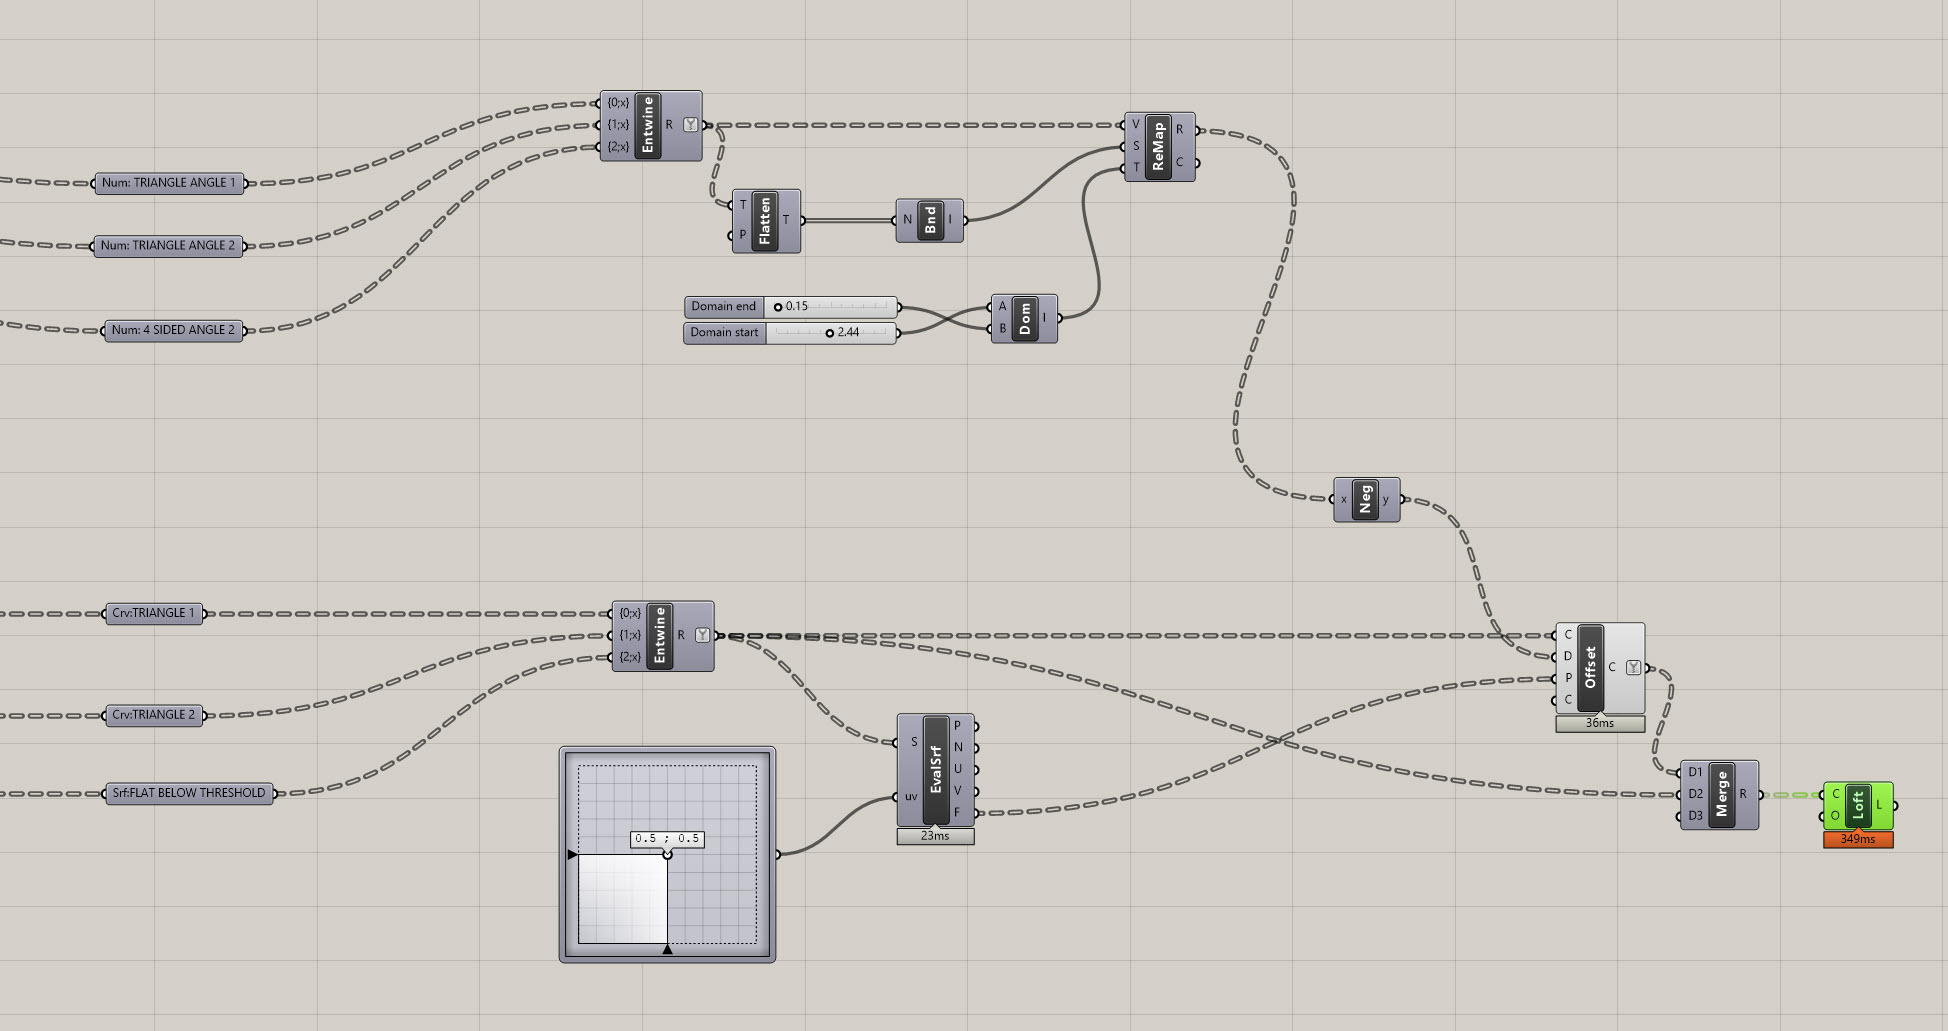 {0;x}
{1;x}
{2;x}
Entwine
R
Num: TRIANGLE ANGLE 1
Num: TRIANGLE ANGLE 2
Num: 4 SIDED ANGLE 2
T
P
Flatten
T
N
Bnd
I
V
S
T
ReMap
R
C
Domain end
0.15
Domain start
2.44
A
B
Dom
I
x
Neg
y
Crv:TRIANGLE 1
Crv:TRIANGLE 2
Srf:FLAT BELOW THRESHOLD
{0;x}
{1;x}
{2;x}
Entwine
R
0.5 ; 0.5
S
uv
EvalSrf
P
N
U
V
F
23ms
C
D
P
C
Offset
C
36ms
D1
D2
D3
Merge
R
C
O
Loft
L
349ms